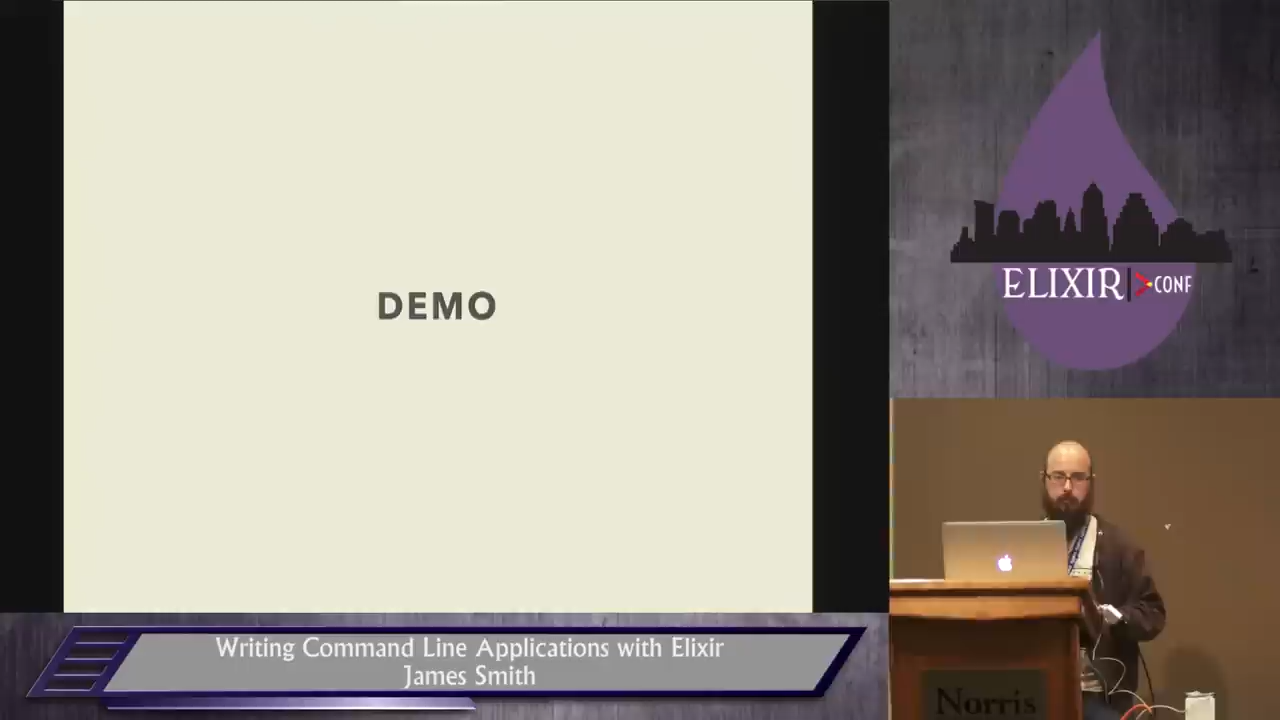 DEMO
ELIXIR CONF
Writing Command Line Applications with Elixir
James Smith
Norris